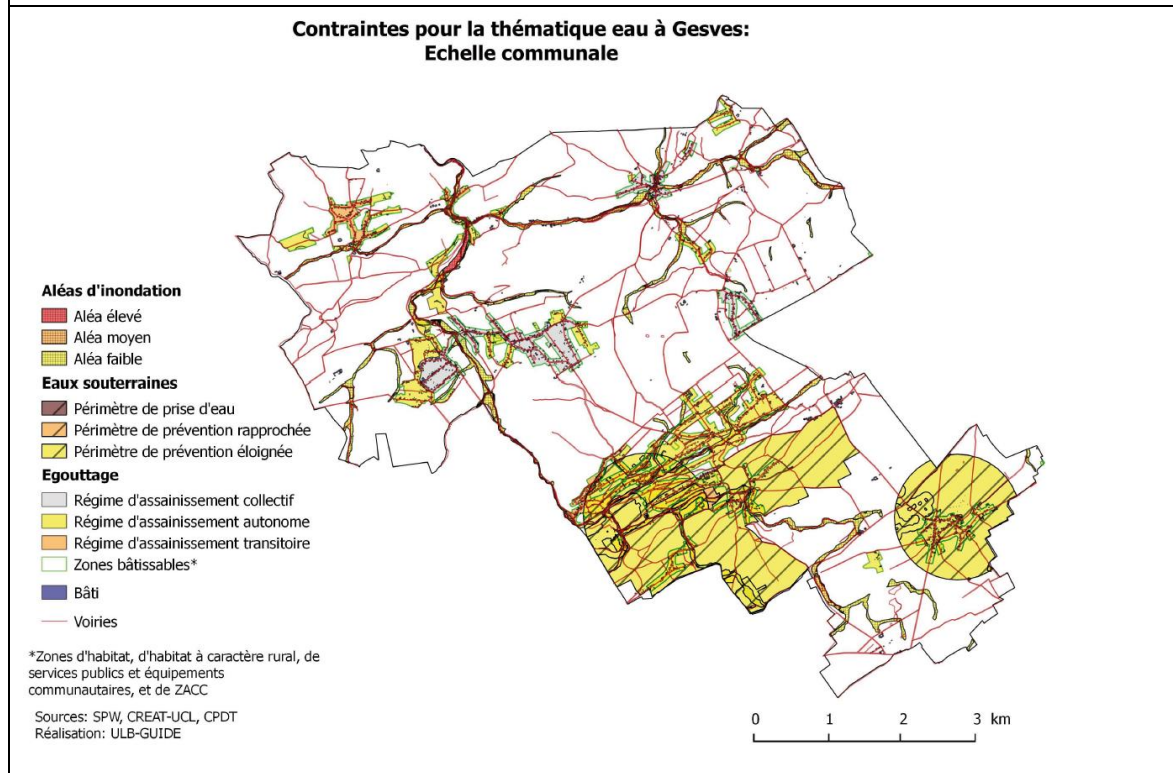 Contraintes pour la thématique eau à Gesves:
Echelle communale
Aléas d'inondation
Aléa élevé
Aléa moyen
Aléa faible
Eaux souterraines
Périmètre de prise d'eau
Périmètre de prévention rapprochée
Périmètre de prévention éloignée
Egouttage
Régime d'assainissement collectif
Régime d'assainissement autonome
Régime d'assainissement transitoire
Zones bâtissables*
Bâti
Voiries
*Zones d'habitat, d'habitat à caractère rural, de
services publics et équipements
communautaires, et de ZACC
Sources: SPW, CREAT-UCL, CPDT
Réalisation: ULB-GUIDE
0 1 2 3 km